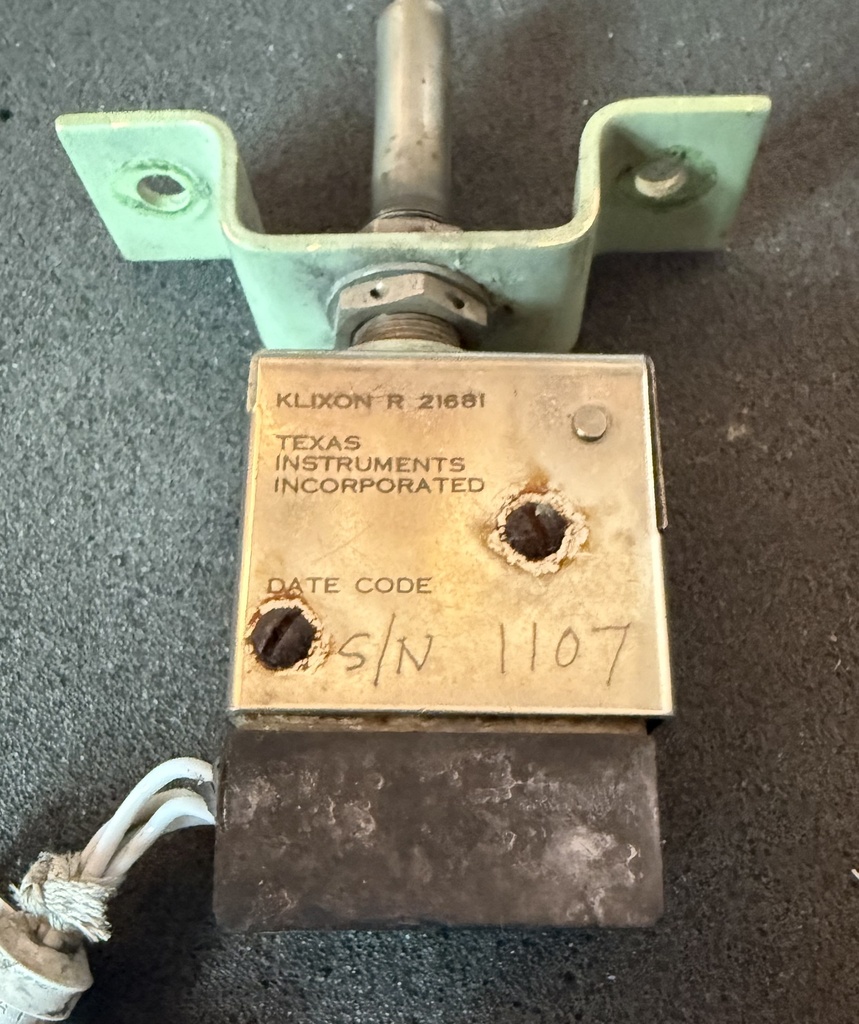 KLIXON R 21681
TEXAS
INSTRUMENTS
INCORPORATED
DATE CODE
S/N 1107